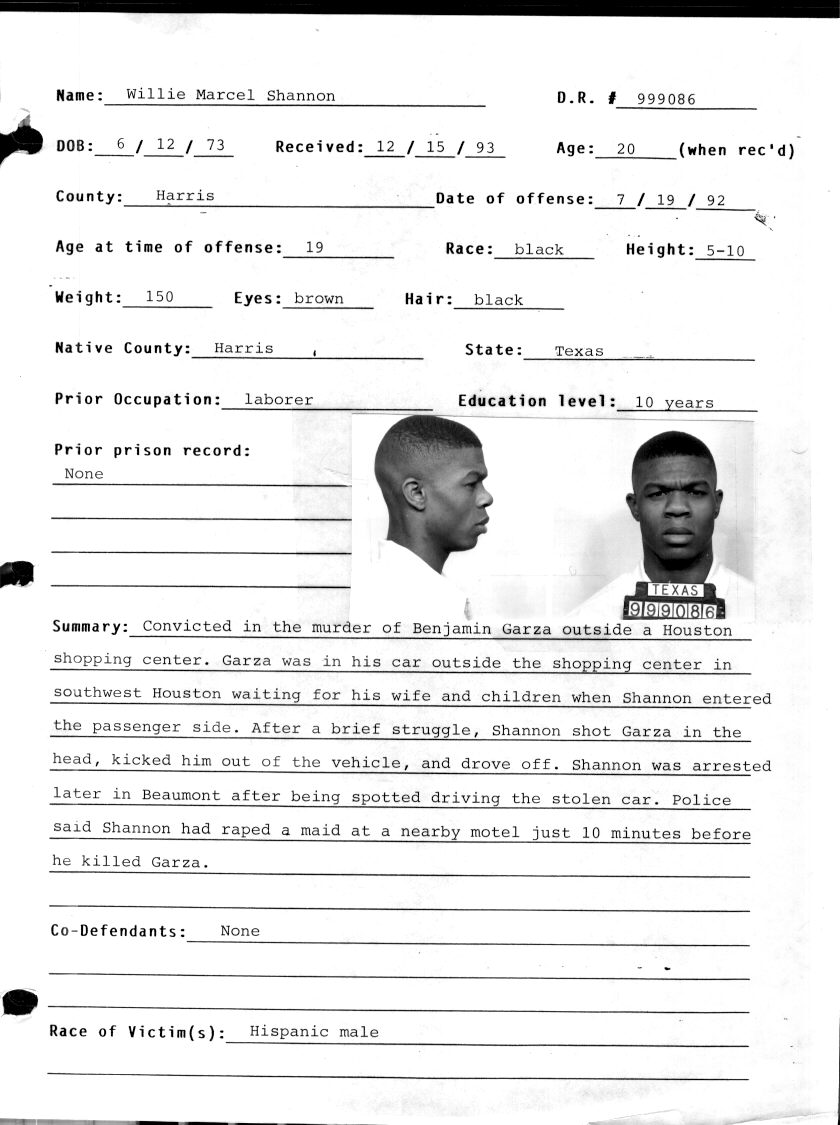 Name: Willie Marcel Shannon D.R. # 999086
DOB: 6 / 12 / 73 Received: 12 / 15 / 93 Age: 20 (when rec'd)
County: Harris Date of offense: 7 / 19 / 92
Age at time of offense: 19 Race: black Height: 5-10
Weight: 150 Eyes: brown Hair: black
Native County: Harris State: Texas
Prior Occupation: laborer Education level: 10 years
Prior prison record:
None
TEXAS
999086
Summary: Convicted in the murder of Benjamin Garza outside a Houston
shopping center. Garza was in his car outside the shopping center in
southwest Houston waiting for his wife and children when Shannon entered
the passenger side. After a brief struggle, Shannon shot Garza in the
head, kicked him out of the vehicle, and drove off. Shannon was arrested
later in Beaumont after being spotted driving the stolen car. Police
said Shannon had raped a maid at a nearby motel just 10 minutes before
he killed Garza.
Co-Defendants: None
Race of Victim(s): Hispanic male